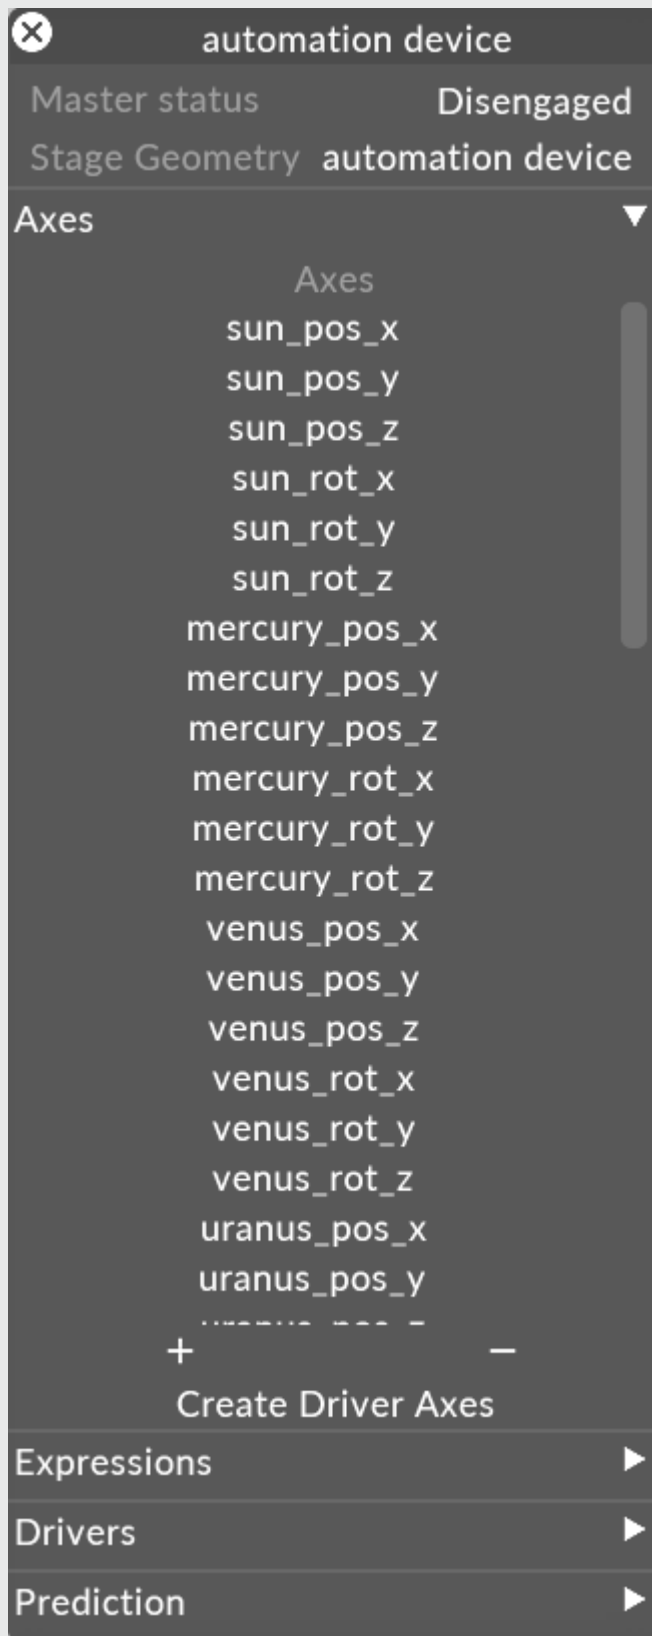 automation device
Master status Disengaged
Stage Geometry automation device
Axes
Axes
sun_pos_x
sun_pos_y
sun_pos_z
sun_rot_x
sun_rot_y
sun_rot_z
mercury_pos_x
mercury_pos_y
mercury_pos_z
mercury_rot_x
mercury_rot_y
mercury_rot_z
venus_pos_x
venus_pos_y
venus_pos_z
venus_rot_x
venus_rot_y
venus_rot_z
uranus_pos_x
uranus_pos_y
+ −
Create Driver Axes
Expressions
Drivers
Prediction